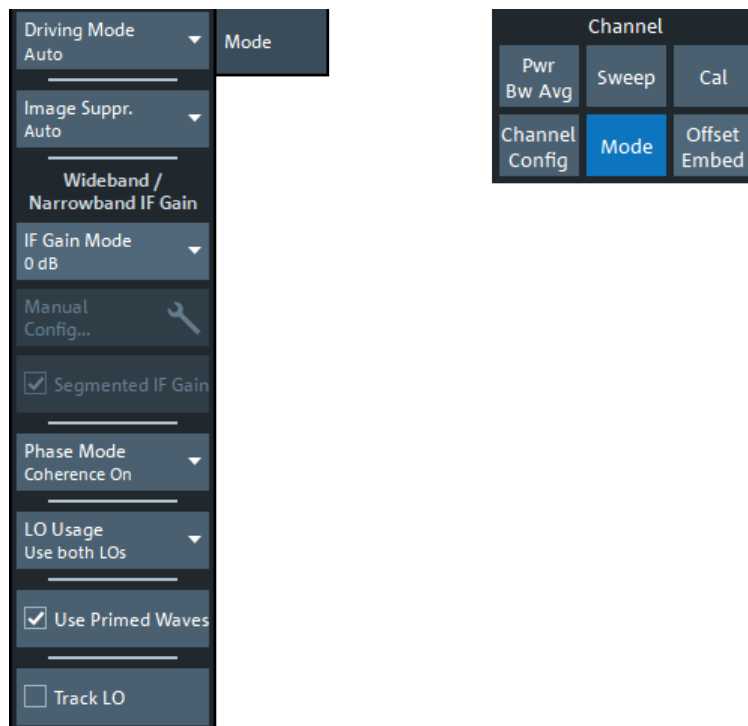 Driving Mode
Auto
Mode
Image Suppr.
Auto
Wideband /
Narrowband IF Gain
IF Gain Mode
0 dB
Manual
Config...
Segmented IF Gain
Phase Mode
Coherence On
LO Usage
Use both LOs
Use Primed Waves
Track LO
Channel
Pwr
Bw Avg
Sweep
Cal
Channel
Config
Mode
Offset
Embed